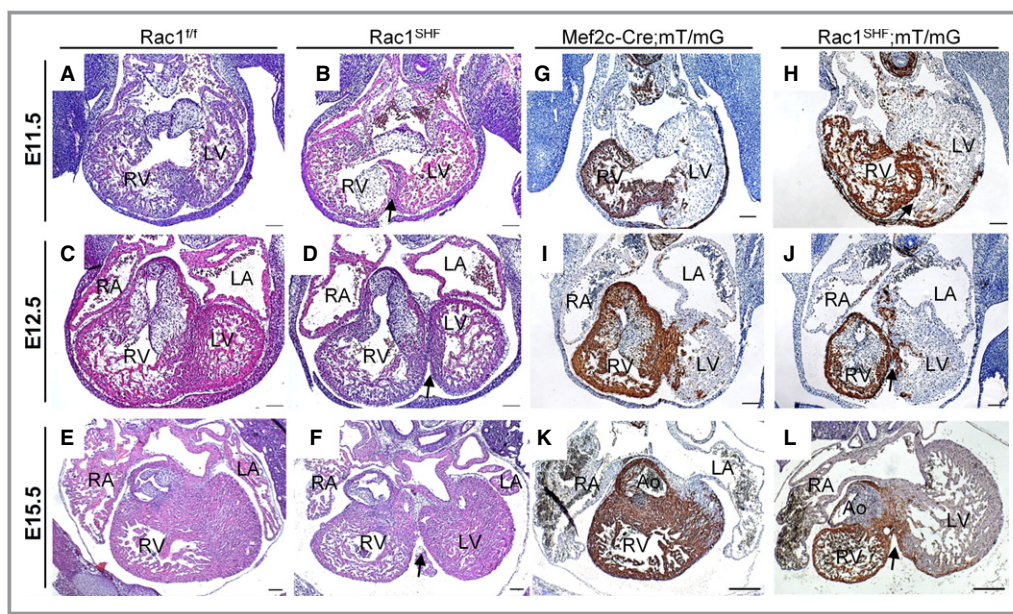 Rac1f/f Rac1SHF Mef2c-Cre;mT/mG Rac1SHF;mT/mG
E11.5
A B G H
RV LV RV LV RV LV RV LV
E12.5
C D I J
RA RV LV LA RV LV RA LA RV LV RA LA RV LV
E15.5
E F K L
RA LA RV RA LA RV LV RA Ao LA RV RA Ao LV RV